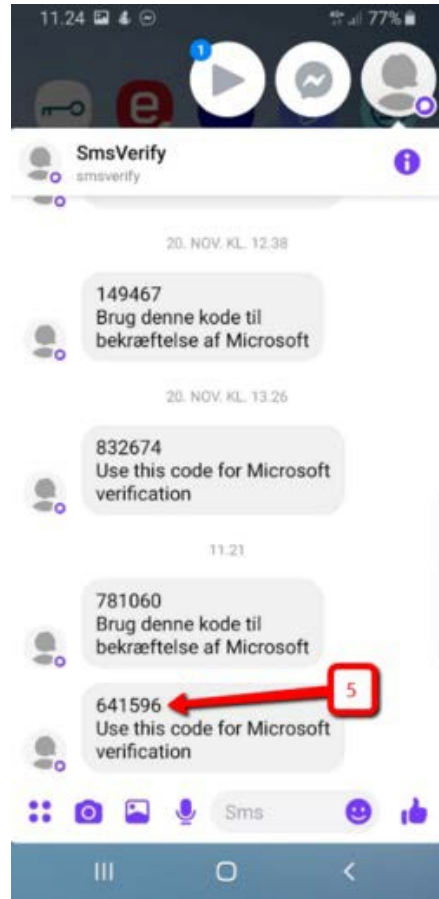 11.24
77%
1
e
SmsVerify
smsverify
20. NOV. KL. 12.38
149467
Brug denne kode til
bekræftelse af Microsoft
20. NOV. KL. 13.26
832674
Use this code for Microsoft
verification
11.21
781060
Brug denne kode til
bekræftelse af Microsoft
5
641596
Use this code for Microsoft
verification
Sms